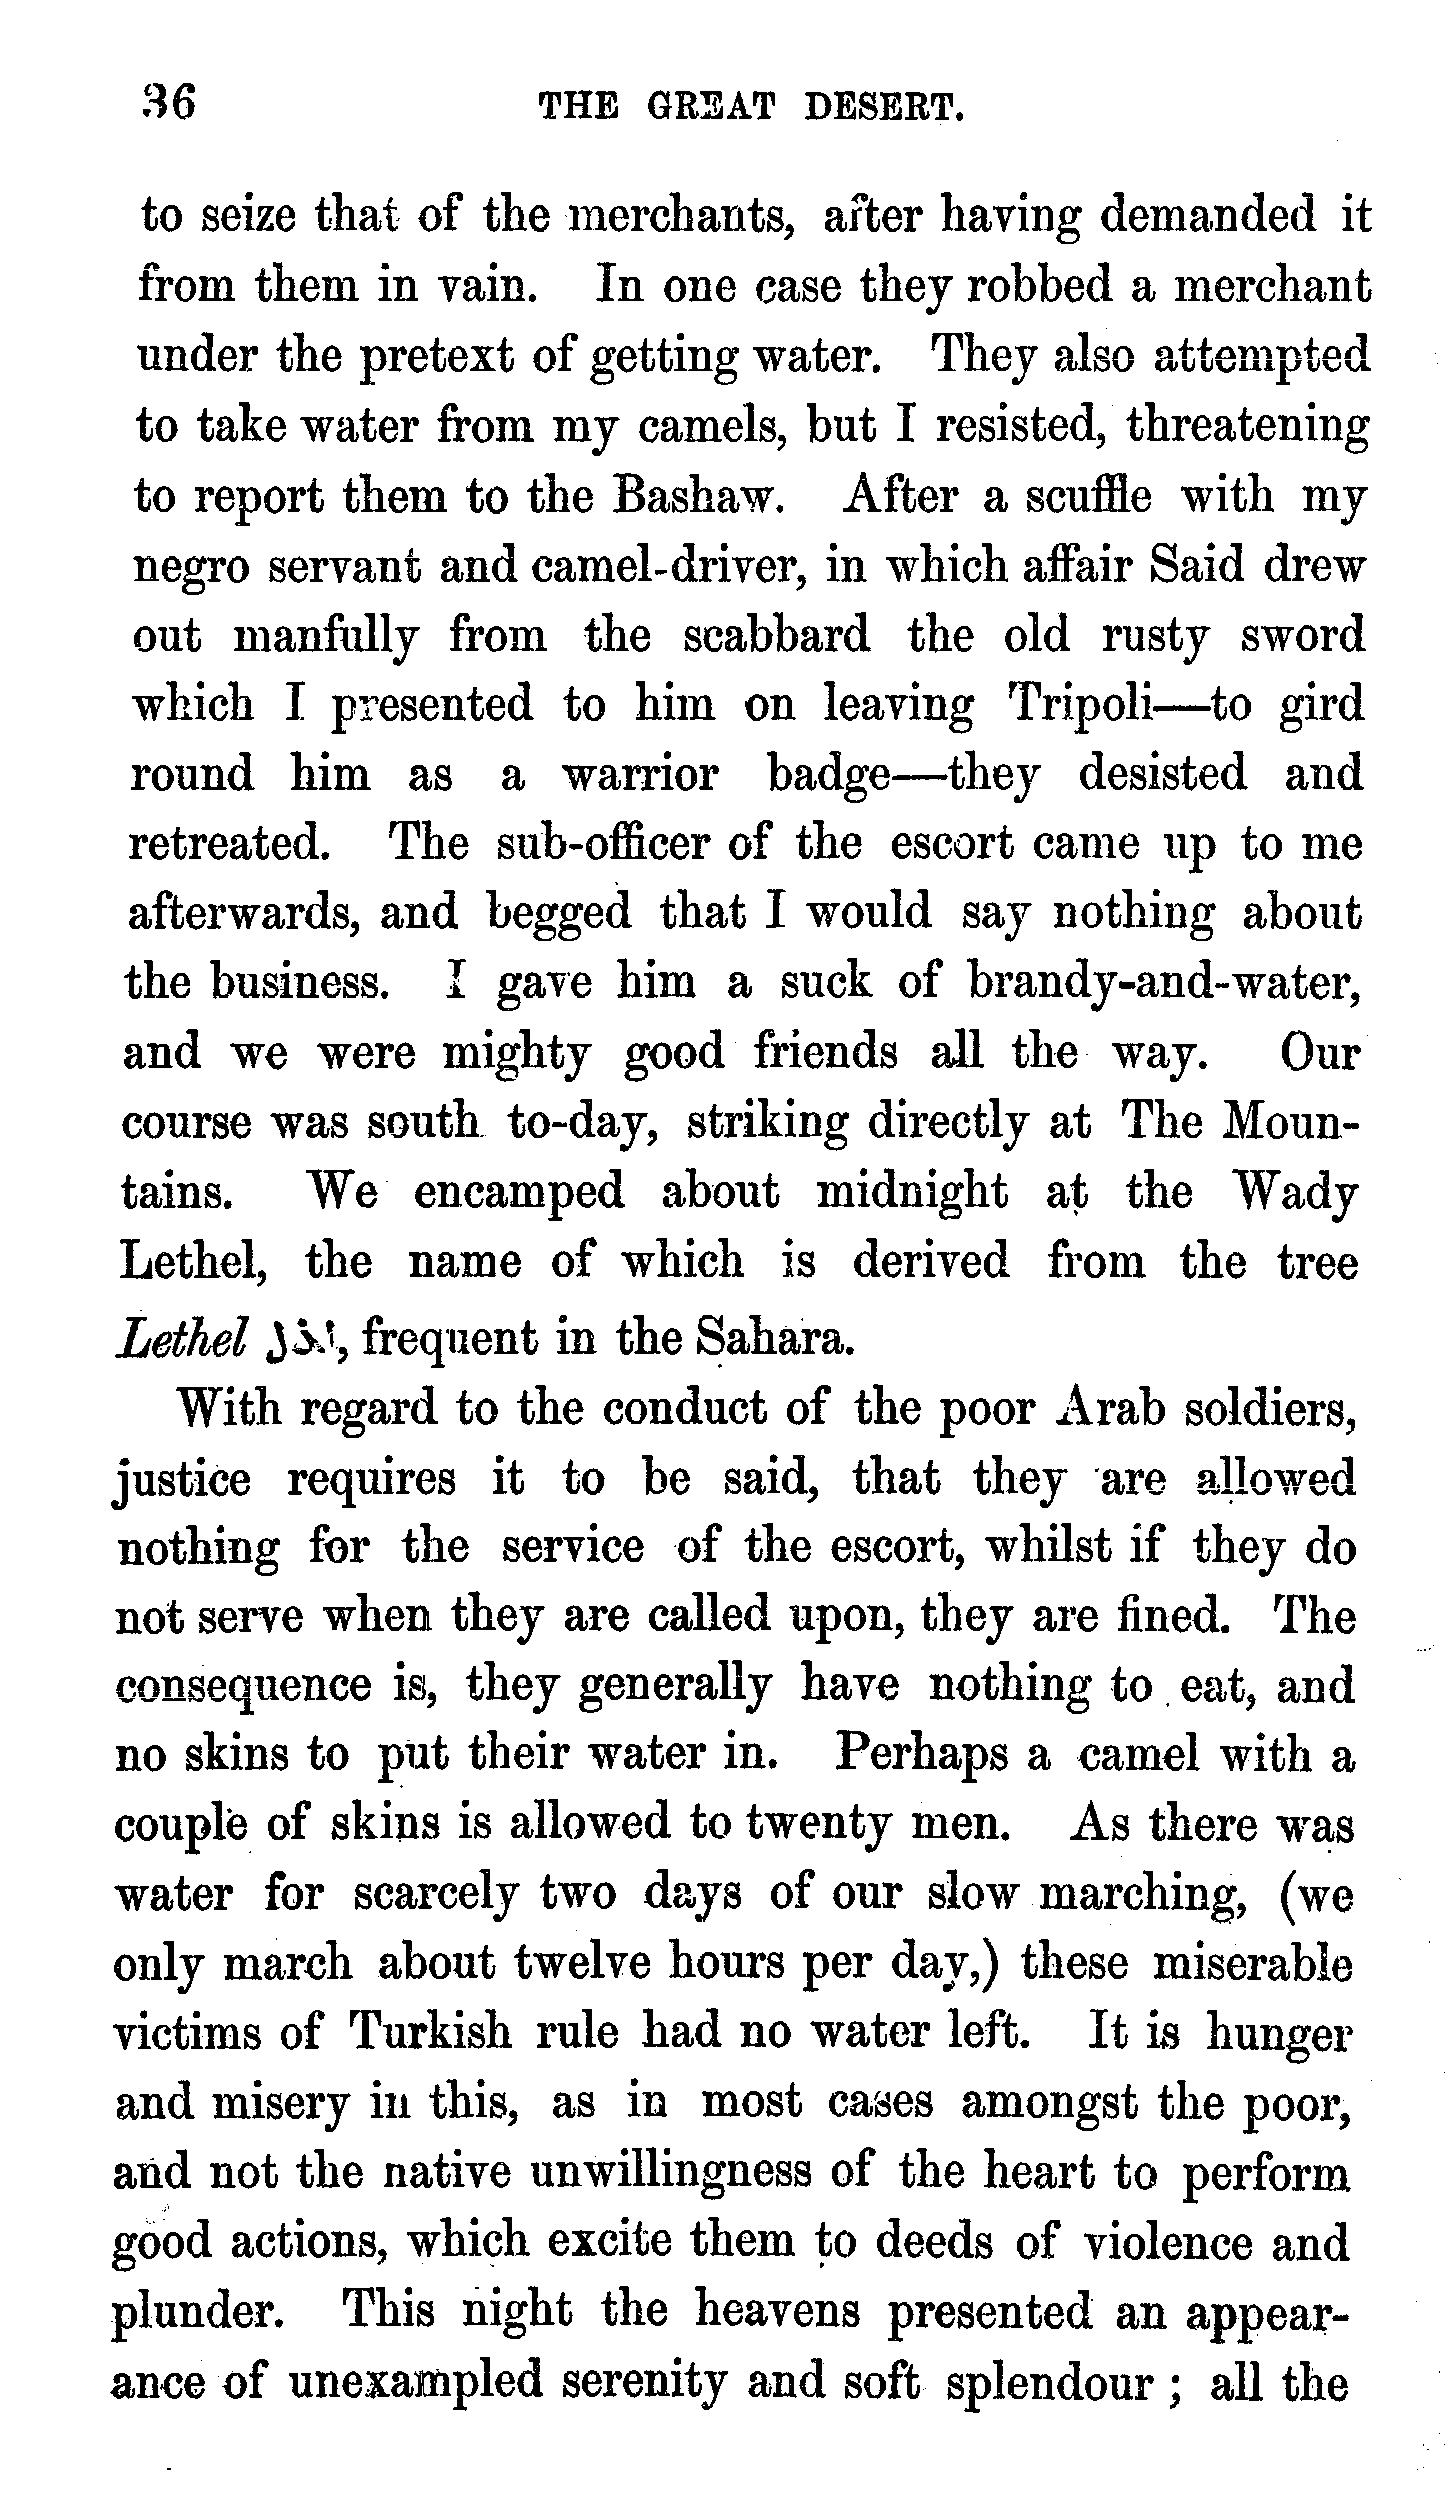 36 THE GREAT DESERT.
to seize that of the merchants, after having demanded it
from them in vain. In one case they robbed a merchant
under the pretext of getting water. They also attempted
to take water from my camels, but I resisted, threatening
to report them to the Bashaw. After a scuffle with my
negro servant and camel-driver, in which affair Said drew
out manfully from the scabbard the old rusty sword
which I presented to him on leaving Tripoli—to gird
round him as a warrior badge—they desisted and
retreated. The sub-officer of the escort came up to me
afterwards, and begged that I would say nothing about
the business. I gave him a suck of brandy-and-water,
and we were mighty good friends all the way. Our
course was south to-day, striking directly at The Moun-
tains. We encamped about midnight at the Wady
Lethel, the name of which is derived from the tree
Lethel , frequent in the Sahara.
With regard to the conduct of the poor Arab soldiers,
justice requires it to be said, that they are allowed
nothing for the service of the escort, whilst if they do
not serve when they are called upon, they are fined. The
consequence is, they generally have nothing to eat, and
no skins to put their water in. Perhaps a camel with a
couple of skins is allowed to twenty men. As there was
water for scarcely two days of our slow marching, (we
only march about twelve hours per day,) these miserable
victims of Turkish rule had no water left. It is hunger
and misery in this, as in most cases amongst the poor,
and not the native unwillingness of the heart to perform
good actions, which excite them to deeds of violence and
plunder. This night the heavens presented an appear-
ance of unexampled serenity and soft splendour ; all the